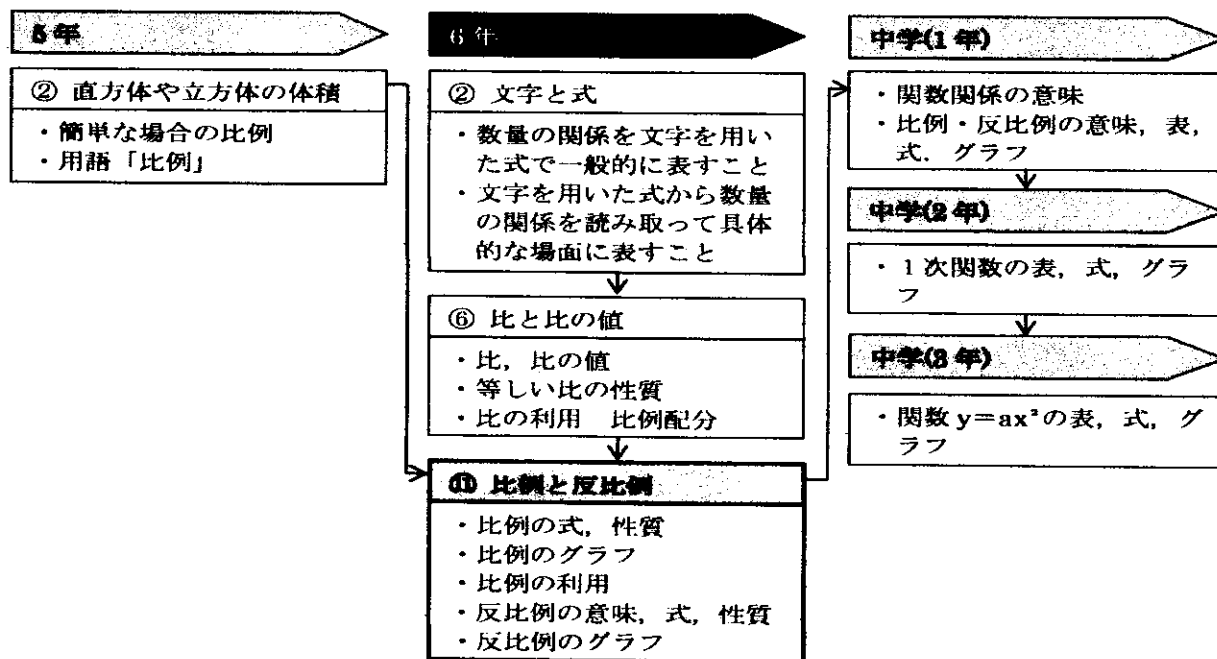 5年
② 直方体や立方体の体積
・簡単な場合の比例
・用語「比例」
6年
② 文字と式
・数量の関係を文字を用い
た式で一般的に表すこと
・文字を用いた式から数量
の関係を読み取って具体
的な場面に表すこと
⑥ 比と比の値
・比，比の値
・等しい比の性質
・比の利用　比例配分
⑪ 比例と反比例
・比例の式，性質
・比例のグラフ
・比例の利用
・反比例の意味，式，性質
・反比例のグラフ
中学(1年)
・関数関係の意味
・比例・反比例の意味，表，
式．グラフ
中学(2年)
・1次関数の表，式，グラ
フ
中学(3年)
・関数 y＝ax²の表，式，グ
ラフ